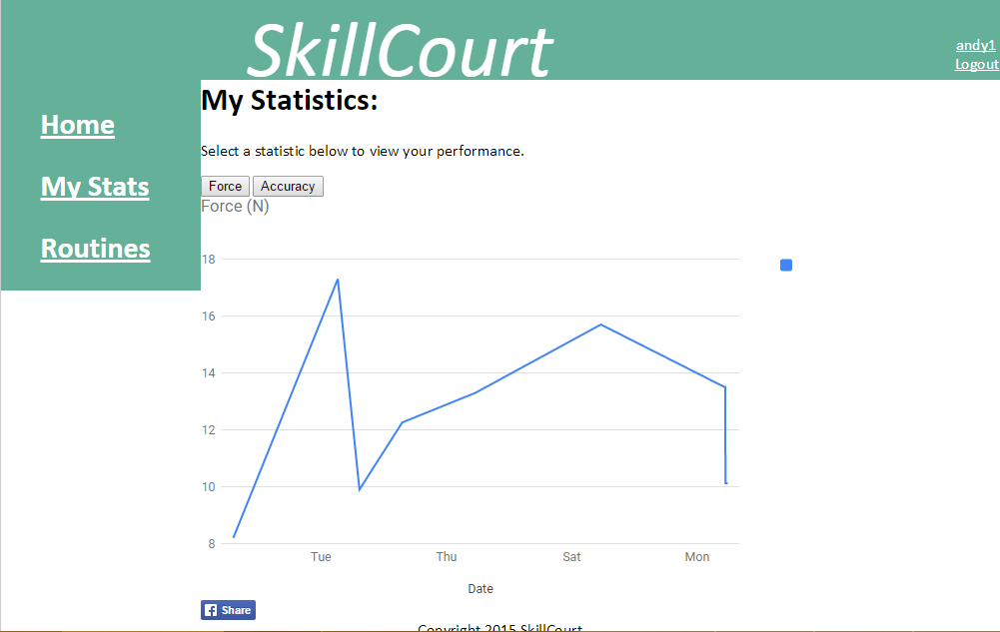 SkillCourt
andy1
Logout
Home
My Stats
Routines
My Statistics:
Select a statistic below to view your performance.
Force Accuracy
Force (N)
18
16
14
12
10
8
Tue Thu Sat Mon
Date
Share
Copyright 2015 SkillCourt